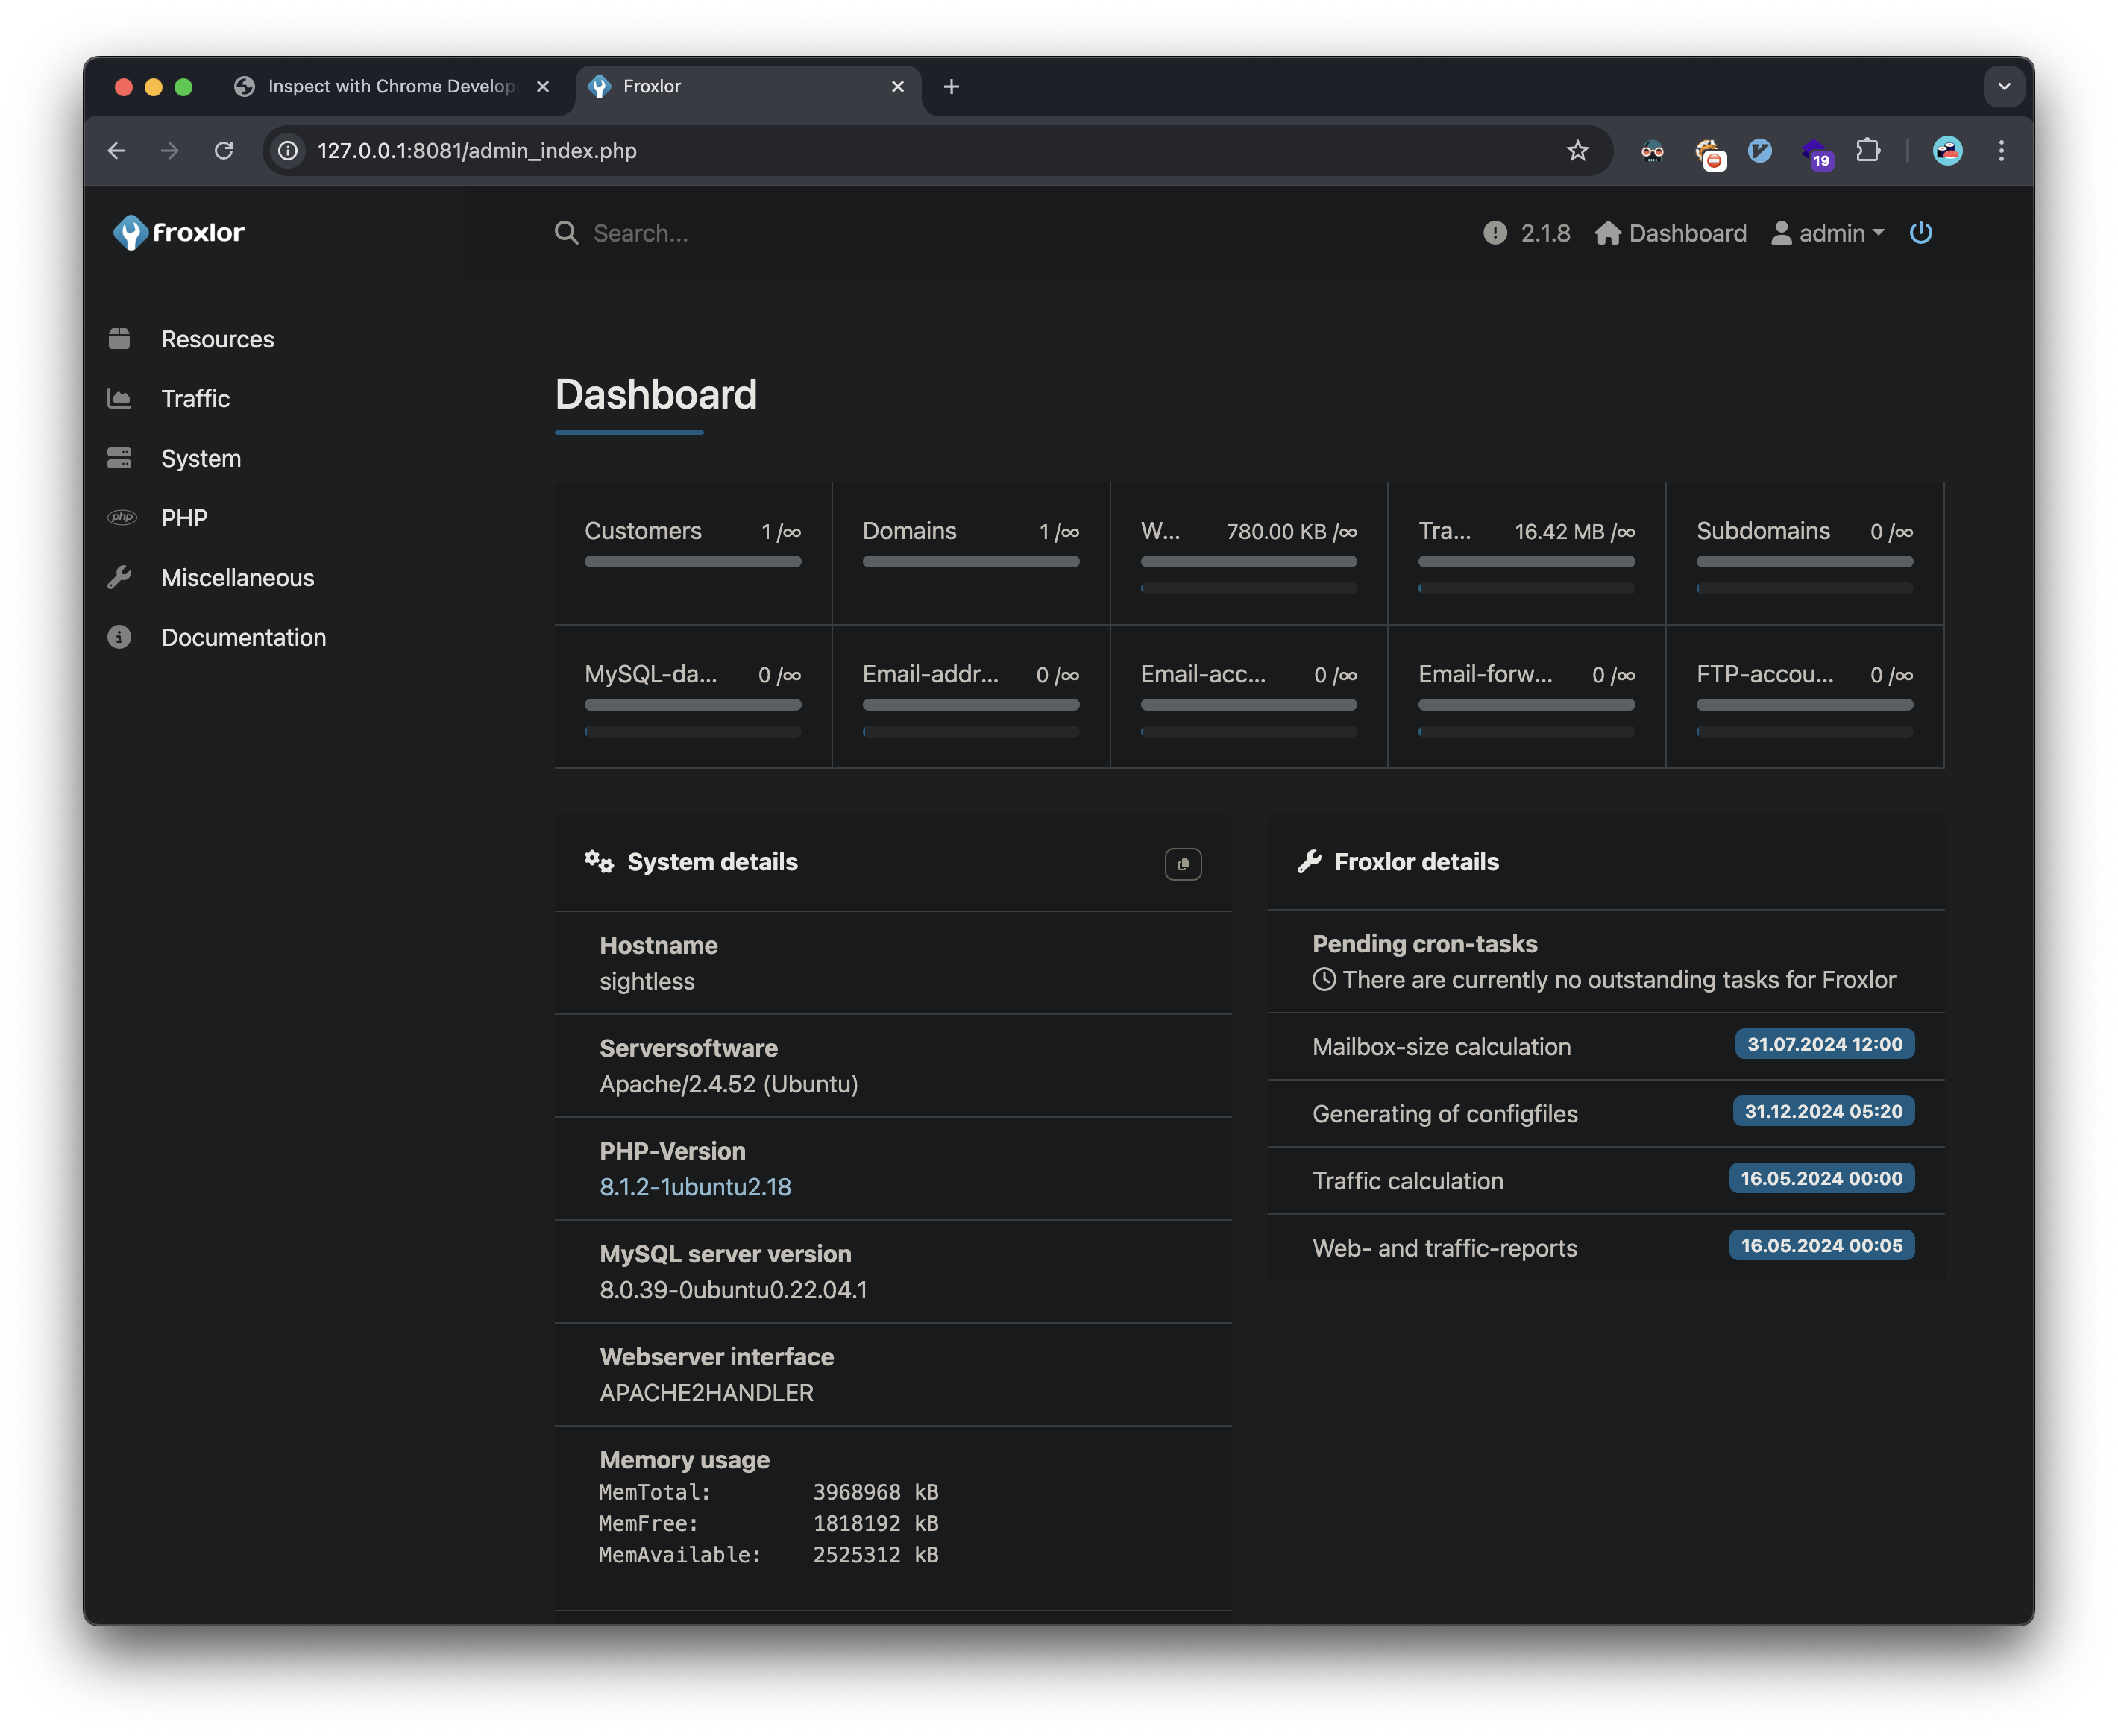 Inspect with Chrome Develop
Froxlor
127.0.0.1:8081/admin_index.php
19
froxlor
Search...
2.1.8
Dashboard
admin
Resources
Traffic
System
php
PHP
Miscellaneous
Documentation
Dashboard
Customers 1 /∞
Domains 1 /∞
W... 780.00 KB /∞
Tra... 16.42 MB /∞
Subdomains 0 /∞
MySQL-da... 0 /∞
Email-addr... 0 /∞
Email-acc... 0 /∞
Email-forw... 0 /∞
FTP-accou... 0 /∞
System details
Hostname
sightless
Serversoftware
Apache/2.4.52 (Ubuntu)
PHP-Version
8.1.2-1ubuntu2.18
MySQL server version
8.0.39-0ubuntu0.22.04.1
Webserver interface
APACHE2HANDLER
Memory usage
MemTotal: 3968968 kB
MemFree: 1818192 kB
MemAvailable: 2525312 kB
Froxlor details
Pending cron-tasks
There are currently no outstanding tasks for Froxlor
Mailbox-size calculation 31.07.2024 12:00
Generating of configfiles 31.12.2024 05:20
Traffic calculation 16.05.2024 00:00
Web- and traffic-reports 16.05.2024 00:05